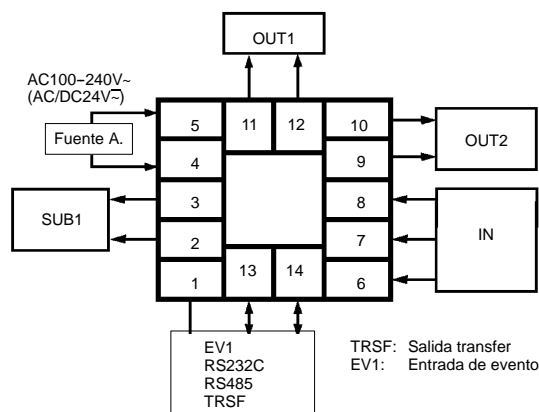 OUT1
AC100-240V~
(AC/DC24V~)
Fuente A.
5
11
12
10
OUT2
4
9
SUB1
3
8
IN
2
7
1
13
14
6
EV1
RS232C
RS485
TRSF
TRSF: Salida transfer
EV1: Entrada de evento